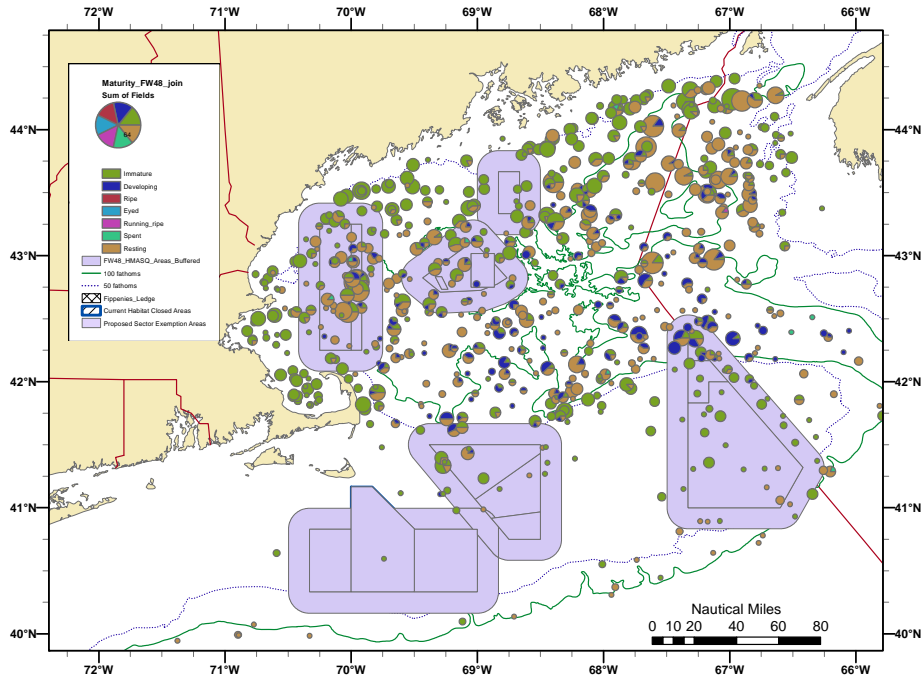 72°W 71°W 70°W 69°W 68°W 67°W 66°W
Maturity_FW48_join
Sum of Fields
64
Immature
Developing
Ripe
Eyed
Running_ripe
Spent
Resting
FW48_HMASQ_Areas_Buffered
100 fathoms
50 fathoms
Fippenies_Ledge
Current Habitat Closed Areas
Proposed Sector Exemption Areas
44°N 44°N
43°N 43°N
42°N 42°N
41°N 41°N
40°N 40°N
Nautical Miles
0 10 20 40 60 80
72°W 71°W 70°W 69°W 68°W 67°W 66°W